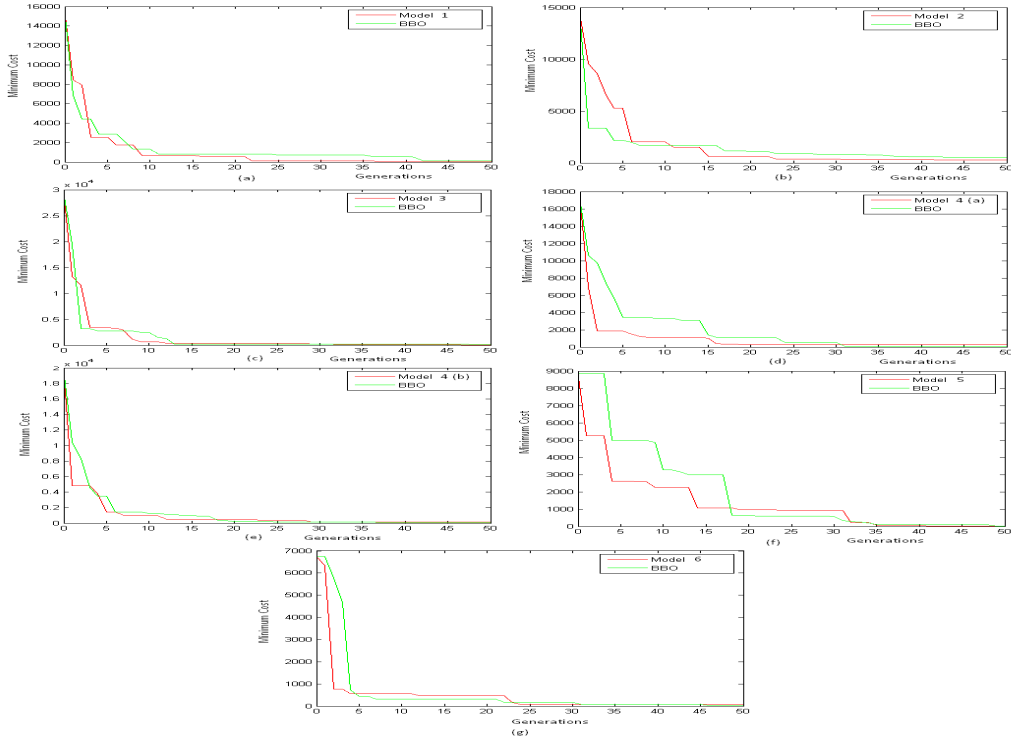 Model 1
BBO
Minimum Cost
16000
14000
12000
10000
8000
6000
4000
2000
0
0 5 10 15 20 25 30 35 40 45 50
(a) Generations
Model 2
BBO
Minimum Cost
15000
10000
5000
0
0 5 10 15 20 25 30 35 40 45 50
(b) Generations
x 10^4
Model 3
BBO
Minimum Cost
3
2.5
2
1.5
1
0.5
0
0 5 10 15 20 25 30 35 40 45 50
(c) Generations
Model 4 (a)
BBO
Minimum Cost
18000
16000
14000
12000
10000
8000
6000
4000
2000
0
0 5 10 15 20 25 30 35 40 45 50
(d) Generations
x 10^4
Model 4 (b)
BBO
Minimum Cost
2
1.8
1.6
1.4
1.2
1
0.8
0.6
0.4
0.2
0
0 5 10 15 20 25 30 35 40 45 50
(e) Generations
Model 5
BBO
Minimum Cost
9000
8000
7000
6000
5000
4000
3000
2000
1000
0
0 5 10 15 20 25 30 35 40 45 50
(f) Generations
Model 6
BBO
Minimum Cost
7000
6000
5000
4000
3000
2000
1000
0
0 5 10 15 20 25 30 35 40 45 50
Generations
(g)